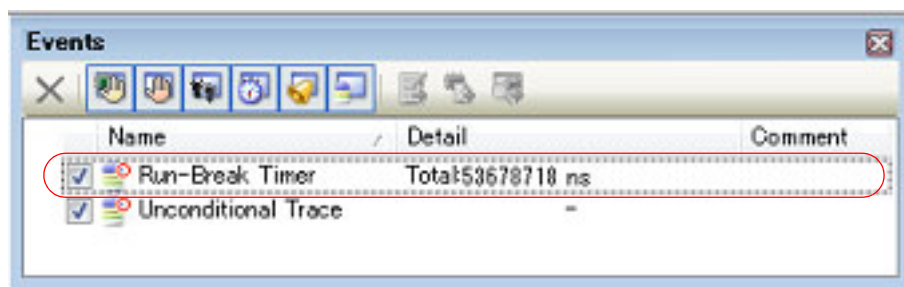 Events
Name Detail Comment
Run-Break Timer Total:53678718 ns
Unconditional Trace -